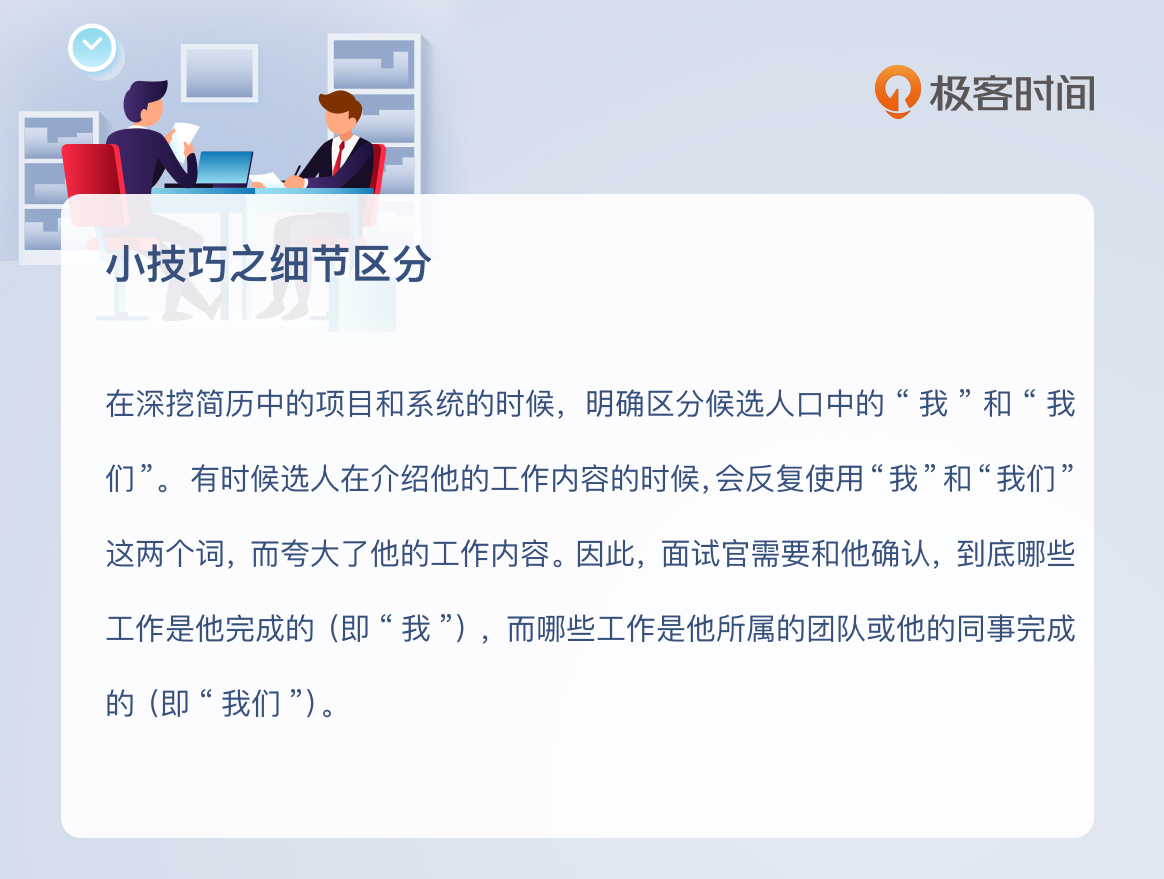 极客时间
小技巧之细节区分
在深挖简历中的项目和系统的时候，明确区分候选人口中的“我”和“我
们”。有时候选人在介绍他的工作内容的时候，会反复使用“我”和“我们”
这两个词，而夸大了他的工作内容。因此，面试官需要和他确认，到底哪些
工作是他完成的（即“我”），而哪些工作是他所属的团队或他的同事完成
的（即“我们”）。